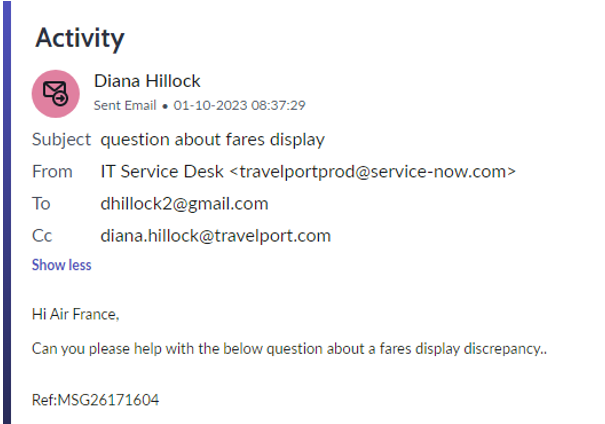 Activity
Diana Hillock
Sent Email • 01-10-2023 08:37:29
Subject question about fares display
From IT Service Desk <travelportprod@service-now.com>
To dhillock2@gmail.com
Cc diana.hillock@travelport.com
Show less
Hi Air France,
Can you please help with the below question about a fares display discrepancy..
Ref:MSG26171604